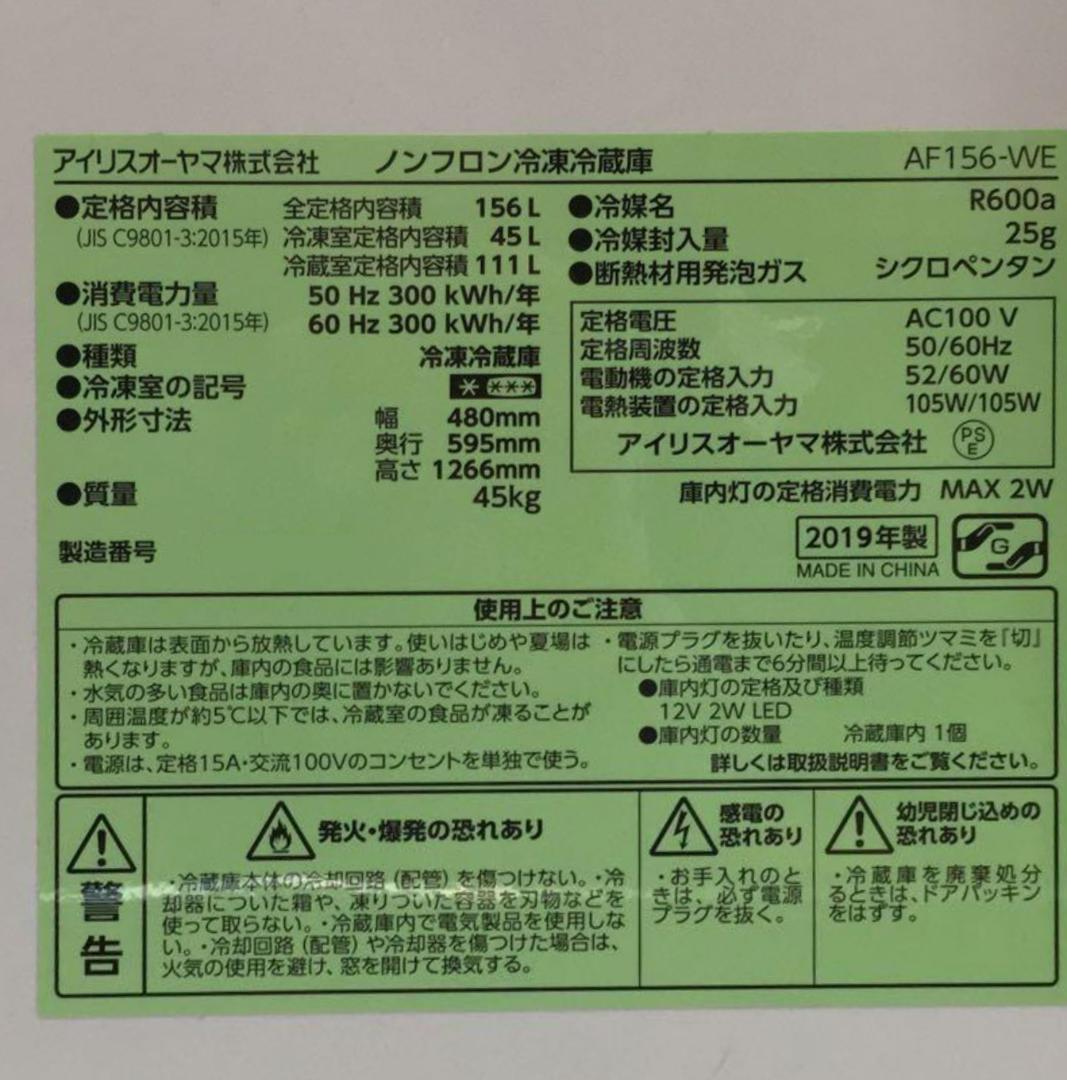 アイリスオーヤマ株式会社 ノンフロン冷凍冷蔵庫 AF156-WE
●定格内容積 全定格内容積 156 L
(JIS C9801-3:2015年) 冷凍室定格内容積 45 L
冷蔵室定格内容積 111 L
●消費電力量 50 Hz 300 kWh/年
(JIS C9801-3:2015年) 60 Hz 300 kWh/年
●種類 冷凍冷蔵庫
●冷凍室の記号 * ***
●外形寸法 幅 480mm
奥行 595mm
高さ 1266mm
●質量 45kg
製造番号
●冷媒名 R600a
●冷媒封入量 25g
●断熱材用発泡ガス シクロペンタン
定格電圧 AC100 V
定格周波数 50/60Hz
電動機の定格入力 52/60W
電熱装置の定格入力 105W/105W
アイリスオーヤマ株式会社 PS E
庫内灯の定格消費電力 MAX 2W
2019年製
MADE IN CHINA
G
使用上のご注意
・冷蔵庫は表面から放熱しています。使いはじめや夏場は
熱くなりますが、庫内の食品には影響ありません。
・水気の多い食品は庫内の奥に置かないでください。
・周囲温度が約5℃以下では、冷蔵室の食品が凍ることが
あります。
・電源は、定格15A・交流100Vのコンセントを単独で使う。
・電源プラグを抜いたり、温度調節ツマミを「切」
にしたら通電まで6分間以上待ってください。
●庫内灯の定格及び種類
12V 2W LED
●庫内灯の数量 冷蔵庫内 1個
詳しくは取扱説明書をご覧ください。
警告
発火・爆発の恐れあり
・冷蔵庫本体の冷却回路（配管）を傷つけない。・冷
却器についた霜や、凍りついた容器を刃物などを
使って取らない。・冷蔵庫内で電気製品を使用しな
い。・冷却回路（配管）や冷却器を傷つけた場合は、
火気の使用を避け、窓を開けて換気する。
感電の
恐れあり
・お手入れのと
きは、必ず電源
プラグを抜く。
幼児閉じ込めの
恐れあり
・冷蔵庫を廃棄処分
るときは、ドアパッキン
をはずす。